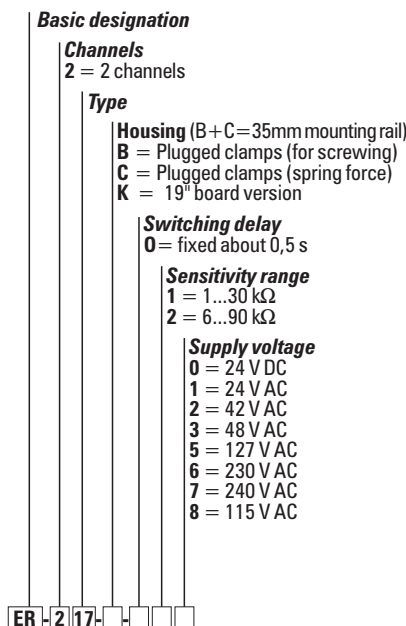 Basic designation
Channels
2 = 2 channels
Type
Housing (B+C=35mm mounting rail)
B = Plugged clamps (for screwing)
C = Plugged clamps (spring force)
K = 19" board version
Switching delay
0 = fixed about 0,5 s
Sensitivity range
1 = 1...30 kΩ
2 = 6...90 kΩ
Supply voltage
0 = 24 V DC
1 = 24 V AC
2 = 42 V AC
3 = 48 V AC
5 = 127 V AC
6 = 230 V AC
7 = 240 V AC
8 = 115 V AC
ER - 2 17 - -